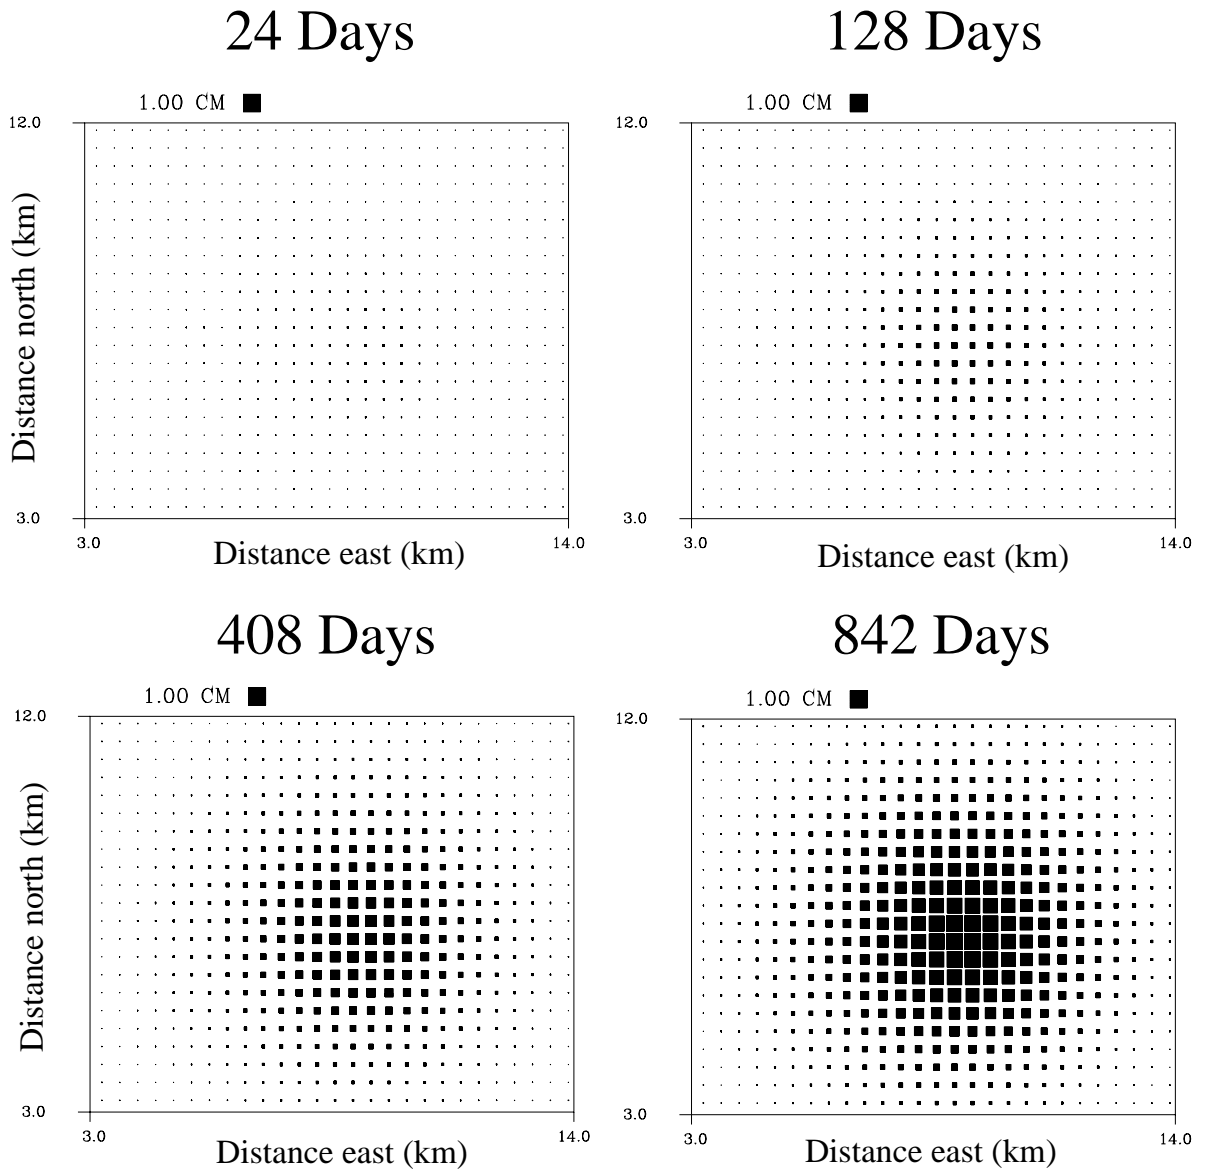 24 Days
128 Days
1.00 CM
1.00 CM
12.0
12.0
Distance north (km)
3.0
3.0
3.0
14.0
3.0
14.0
Distance east (km)
Distance east (km)
408 Days
842 Days
1.00 CM
1.00 CM
12.0
12.0
Distance north (km)
3.0
3.0
3.0
14.0
3.0
14.0
Distance east (km)
Distance east (km)